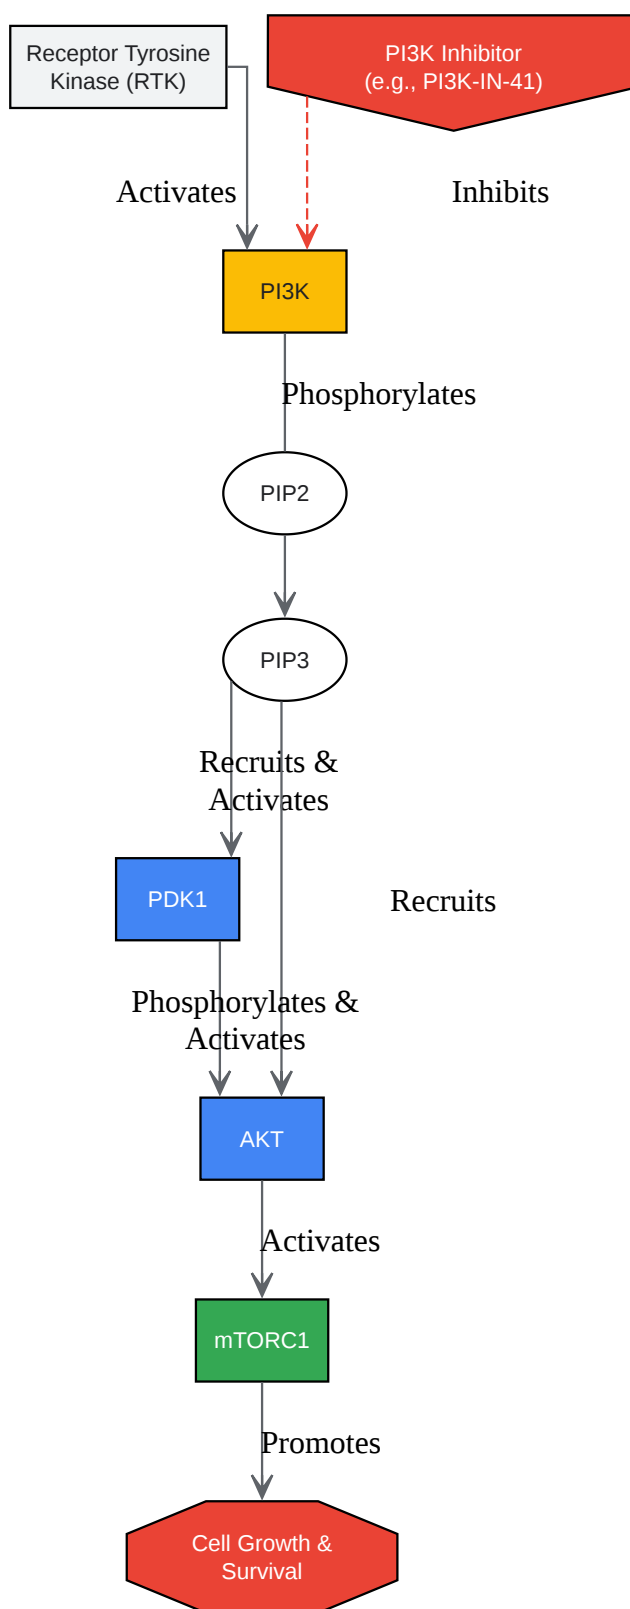 Receptor Tyrosine
Kinase (RTK)
PI3K Inhibitor
(e.g., PI3K-IN-41)
Activates
Inhibits
PI3K
Phosphorylates
PIP2
PIP3
Recruits &
Activates
PDK1
Recruits
Phosphorylates &
Activates
AKT
Activates
mTORC1
Promotes
Cell Growth &
Survival